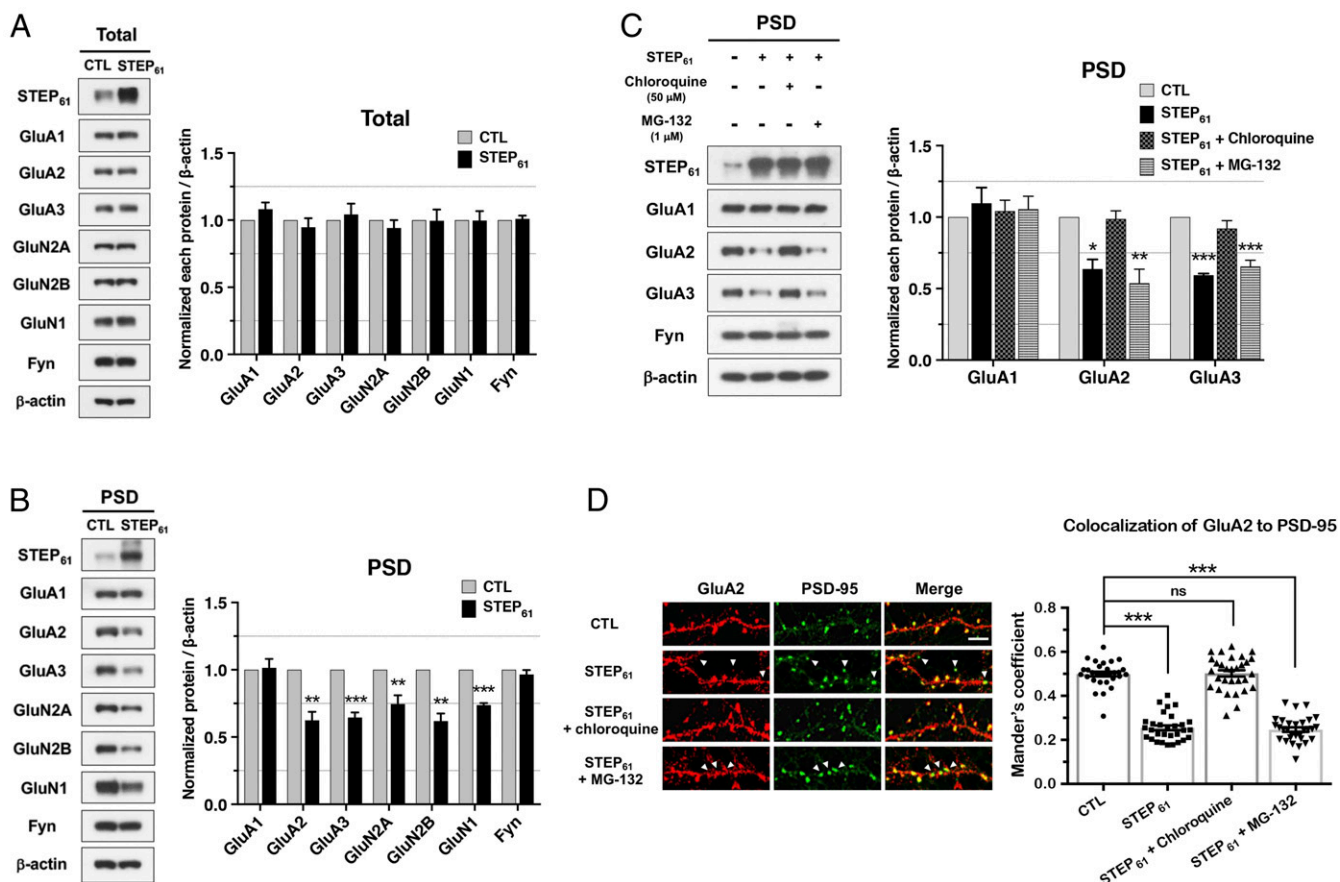 A
Total
CTL STEP61
STEP61
GluA1
GluA2
GluA3
GluN2A
GluN2B
GluN1
Fyn
β-actin
Total
CTL
STEP61
Normalized each protein / β-actin
1.5
1.0
0.5
0.0
GluA1
GluA2
GluA3
GluN2A
GluN2B
GluN1
Fyn
B
PSD
CTL STEP61
STEP61
GluA1
GluA2
GluA3
GluN2A
GluN2B
GluN1
Fyn
β-actin
PSD
CTL
STEP61
Normalized protein / β-actin
1.5
1.0
0.5
0.0
** *** ** ** ***
GluA1
GluA2
GluA3
GluN2A
GluN2B
GluN1
Fyn
C
PSD
STEP61 - + + +
Chloroquine - - + -
(50 μM)
MG-132 - - - +
(1 μM)
STEP61
GluA1
GluA2
GluA3
Fyn
β-actin
PSD
CTL
STEP61
STEP61 + Chloroquine
STEP61 + MG-132
Normalized each protein / β-actin
1.5
1.0
0.5
0.0
* ** *** ***
GluA1 GluA2 GluA3
D
GluA2 PSD-95 Merge
CTL
STEP61
STEP61
+ chloroquine
STEP61
+ MG-132
Colocalization of GluA2 to PSD-95
***
ns
***
Mander's coefficient
0.8
0.6
0.4
0.2
0.0
CTL
STEP61
STEP61 + Chloroquine
STEP61 + MG-132